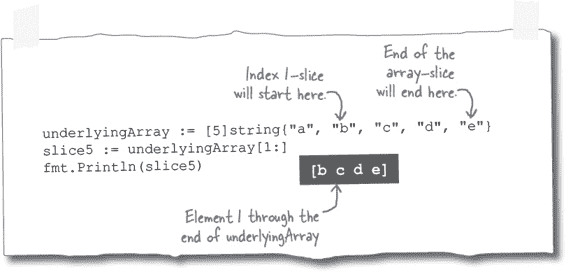 Index 1-slice
will start here.
End of the
array-slice
will end here.
underlyingArray := [5]string{"a", "b", "c", "d", "e"}
slice5 := underlyingArray[1:]
fmt.Println(slice5)
[b c d e]
Element 1 through the
end of underlyingArray